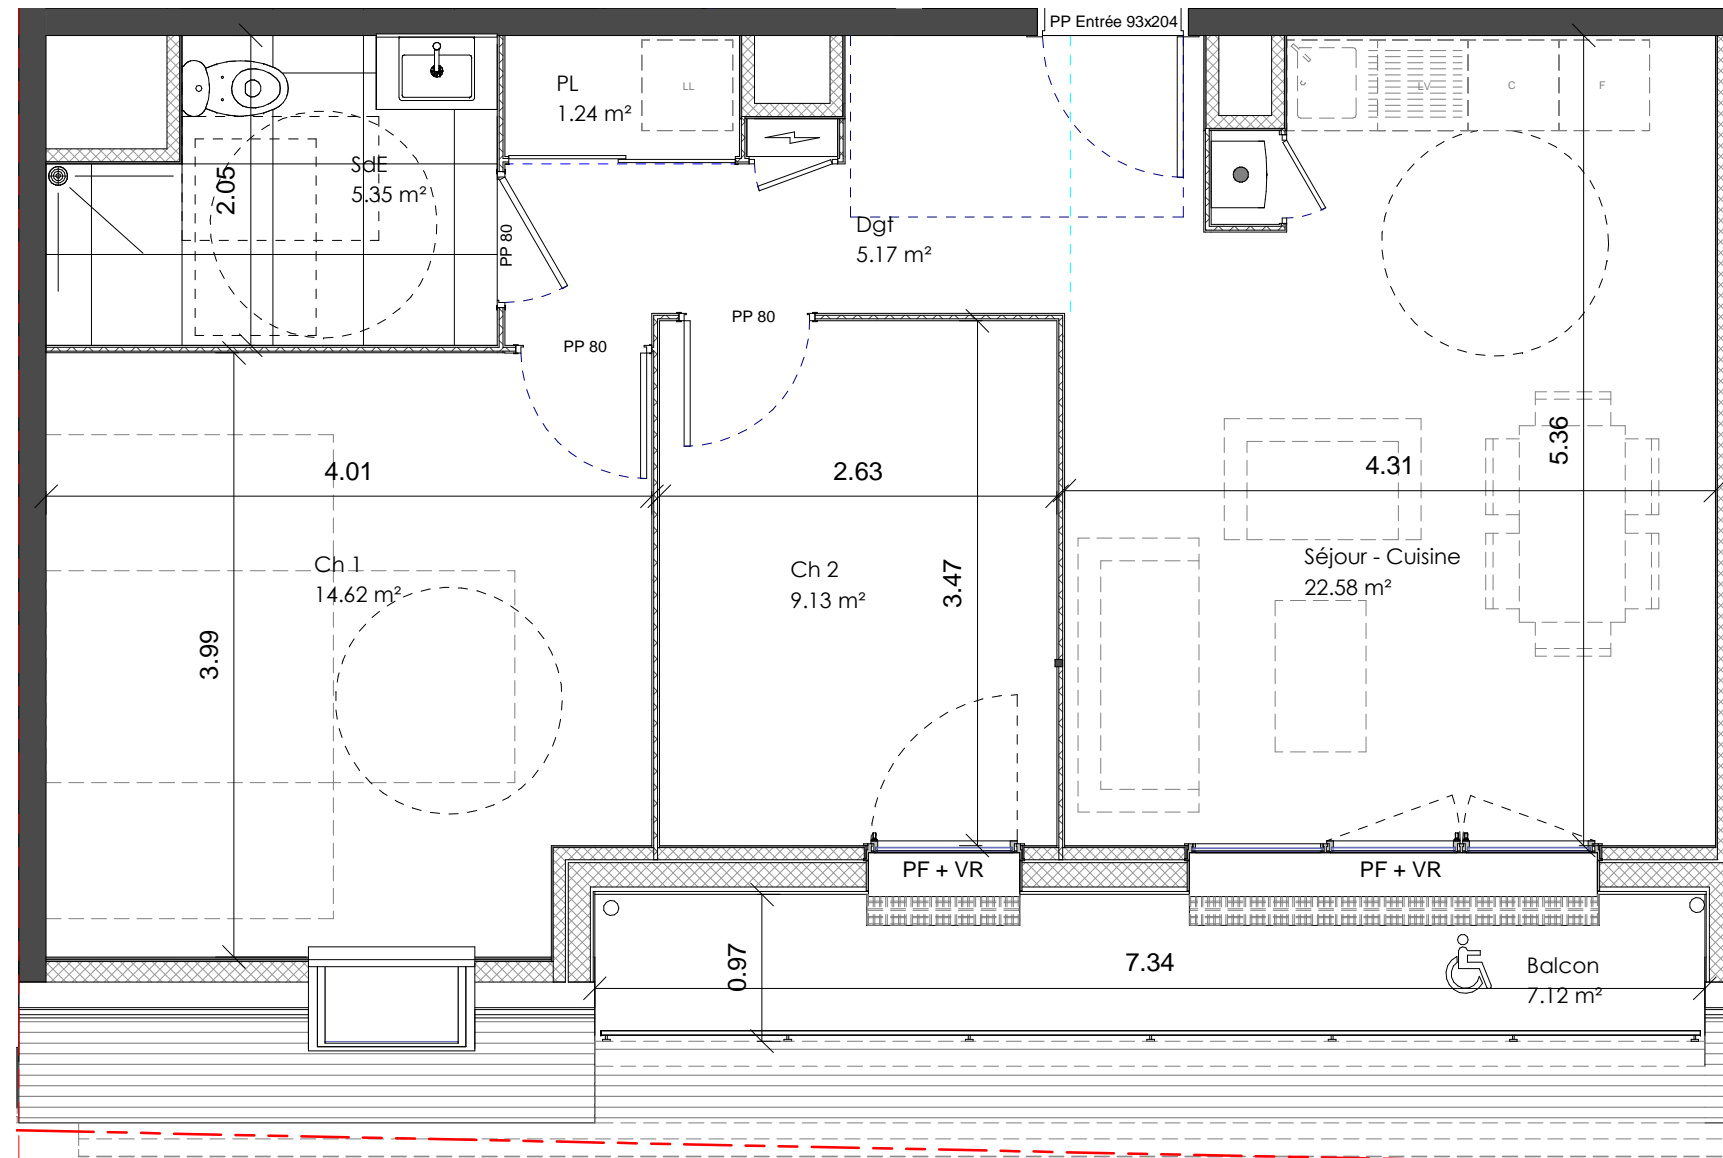 PP Entrée 93x204
PL
1.24 m²
LL
LV
C
F
SdE
5.35 m²
2.05
PP 80
Dgt
5.17 m²
PP 80
PP 80
4.01
2.63
4.31
5.36
Ch 1
14.62 m²
3.99
Ch 2
9.13 m²
3.47
Séjour - Cuisine
22.58 m²
PF + VR
PF + VR
0.97
7.34
Balcon
7.12 m²